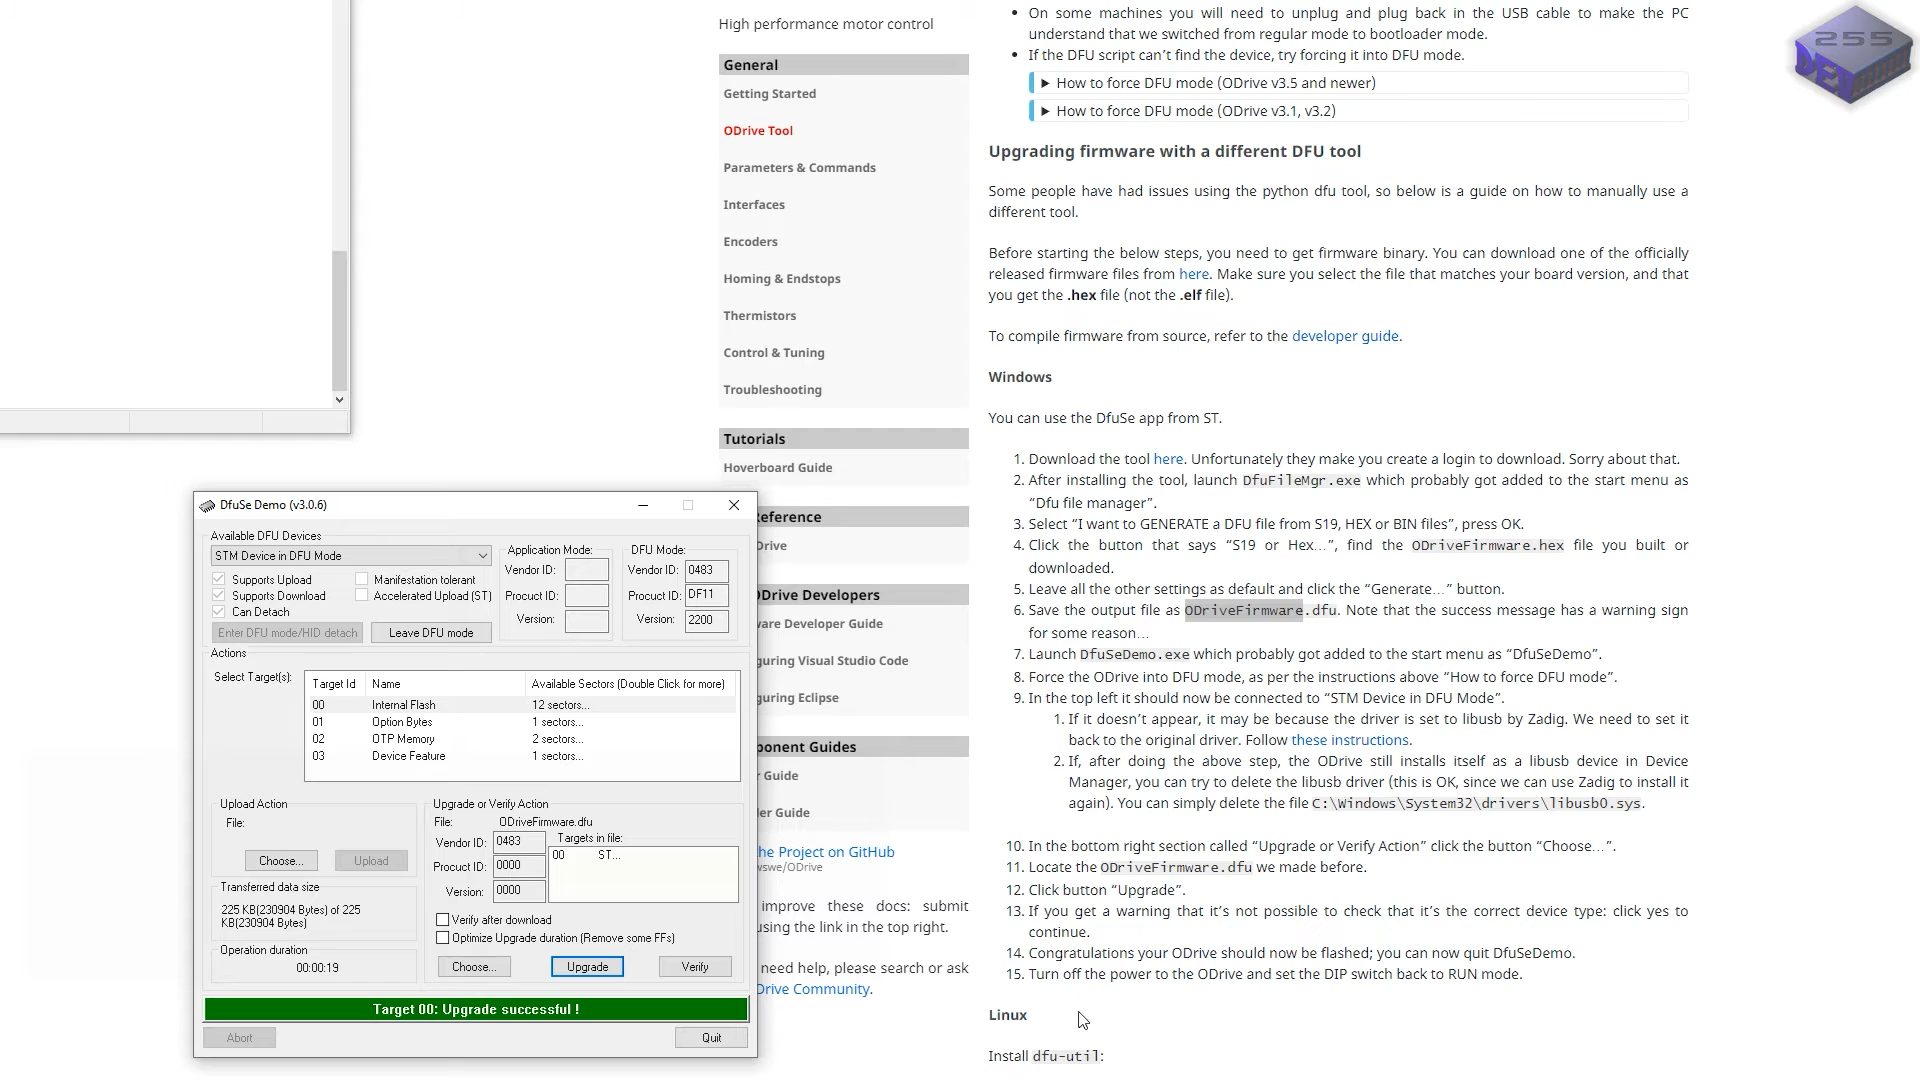 High performance motor control
General
Getting Started
ODrive Tool
Parameters & Commands
Interfaces
Encoders
Homing & Endstops
Thermistors
Control & Tuning
Troubleshooting
Tutorials
Hoverboard Guide
Reference
Drive
ODrive Developers
ware Developer Guide
guring Visual Studio Code
guring Eclipse
ponent Guides
r Guide
ler Guide
the Project on GitHub
wswe/ODrive
improve these docs: submit
using the link in the top right.
need help, please search or ask
Drive Community.
• On some machines you will need to unplug and plug back in the USB cable to make the PC
understand that we switched from regular mode to bootloader mode.
• If the DFU script can’t find the device, try forcing it into DFU mode.
▶ How to force DFU mode (ODrive v3.5 and newer)
▶ How to force DFU mode (ODrive v3.1, v3.2)
Upgrading firmware with a different DFU tool
Some people have had issues using the python dfu tool, so below is a guide on how to manually use a
different tool.
Before starting the below steps, you need to get firmware binary. You can download one of the officially
released firmware files from here. Make sure you select the file that matches your board version, and that
you get the .hex file (not the .elf file).
To compile firmware from source, refer to the developer guide.
Windows
You can use the DfuSe app from ST.
1. Download the tool here. Unfortunately they make you create a login to download. Sorry about that.
2. After installing the tool, launch DfuFileMgr.exe which probably got added to the start menu as
“Dfu file manager”.
3. Select “I want to GENERATE a DFU file from S19, HEX or BIN files”, press OK.
4. Click the button that says “S19 or Hex…”, find the ODriveFirmware.hex file you built or
downloaded.
5. Leave all the other settings as default and click the “Generate…” button.
6. Save the output file as ODriveFirmware.dfu. Note that the success message has a warning sign
for some reason…
7. Launch DfuSeDemo.exe which probably got added to the start menu as “DfuSeDemo”.
8. Force the ODrive into DFU mode, as per the instructions above “How to force DFU mode”.
9. In the top left it should now be connected to “STM Device in DFU Mode”.
1. If it doesn’t appear, it may be because the driver is set to libusb by Zadig. We need to set it
back to the original driver. Follow these instructions.
2. If, after doing the above step, the ODrive still installs itself as a libusb device in Device
Manager, you can try to delete the libusb driver (this is OK, since we can use Zadig to install it
again). You can simply delete the file C:\Windows\System32\drivers\libusb0.sys.
10. In the bottom right section called “Upgrade or Verify Action” click the button “Choose…”.
11. Locate the ODriveFirmware.dfu we made before.
12. Click button “Upgrade”.
13. If you get a warning that it’s not possible to check that it’s the correct device type: click yes to
continue.
14. Congratulations your ODrive should now be flashed; you can now quit DfuSeDemo.
15. Turn off the power to the ODrive and set the DIP switch back to RUN mode.
Linux
Install dfu-util:
255
DEV
DfuSe Demo (v3.0.6)
Available DFU Devices
STM Device in DFU Mode
Supports Upload
Manifestation tolerant
Supports Download
Accelerated Upload (ST)
Can Detach
Enter DFU mode/HID detach
Leave DFU mode
Application Mode:
Vendor ID:
Procuct ID:
Version:
DFU Mode:
Vendor ID: 0483
Procuct ID: DF11
Version: 2200
Actions
Select Target(s):
Target Id Name Available Sectors (Double Click for more)
00 Internal Flash 12 sectors...
01 Option Bytes 1 sectors...
02 OTP Memory 2 sectors...
03 Device Feature 1 sectors...
Upload Action
File:
Choose...
Upload
Transferred data size
225 KB(230904 Bytes) of 225
KB(230904 Bytes)
Operation duration
00:00:19
Upgrade or Verify Action
File: ODriveFirmware.dfu
Vendor ID: 0483
Procuct ID: 0000
Version: 0000
Targets in file:
00 ST...
Verify after download
Optimize Upgrade duration (Remove some FFs)
Choose...
Upgrade
Verify
Target 00: Upgrade successful !
Abort
Quit